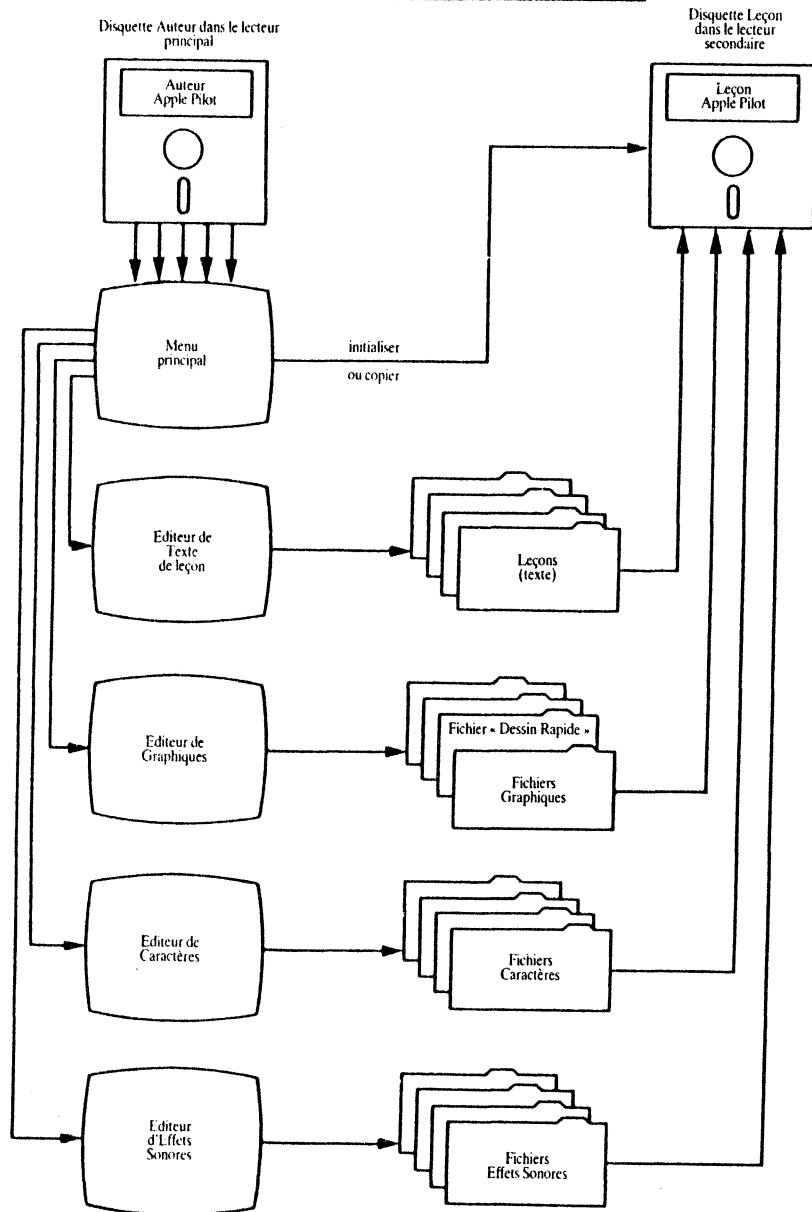 Disquette Auteur dans le lecteur
principal
Disquette Leçon
dans le lecteur
secondaire
Auteur
Apple Pilot
Leçon
Apple Pilot
Menu
principal
initialiser
ou copier
Editeur de
Texte
de leçon
Leçons
(texte)
Editeur de
Graphiques
Fichier « Dessin Rapide »
Fichiers
Graphiques
Editeur de
Caractères
Fichiers
Caractères
Editeur
d'Effets
Sonores
Fichiers
Effets Sonores